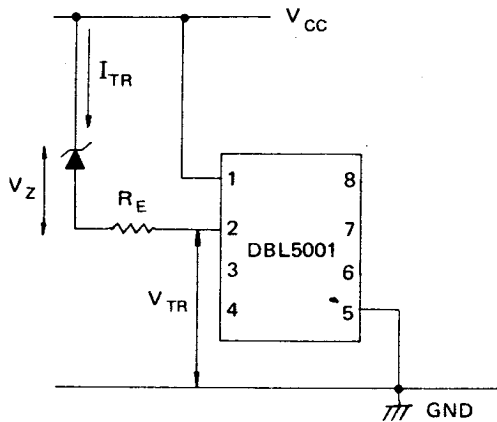 V_CC
I_TR
V_Z
R_E
1 8
2 7
DBL5001
3 6
4 5
V_TR
GND